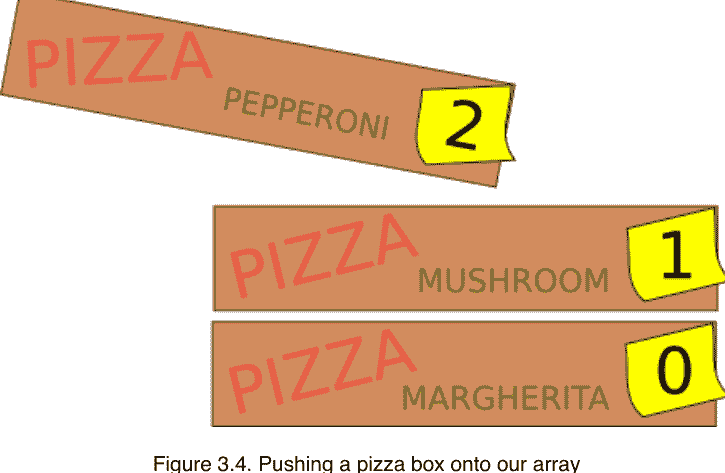 PIZZA
PEPPERONI
2
PIZZA
MUSHROOM
1
PIZZA
MARGHERITA
0
Figure 3.4. Pushing a pizza box onto our array